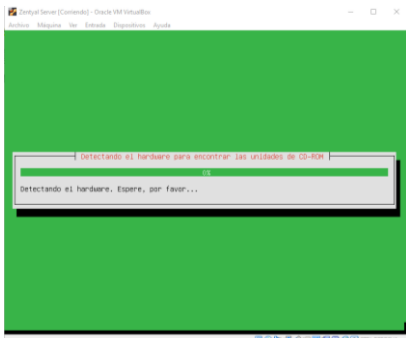 Zentyal Server [Corriendo] - Oracle VM VirtualBox
Archivo Máquina Ver Entrada Dispositivos Ayuda
Detectando el hardware para encontrar las unidades de CD-ROM
0%
Detectando el hardware. Espere, por favor...